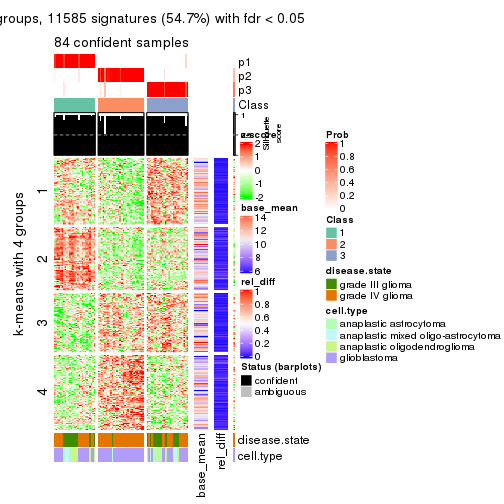 groups, 11585 signatures (54.7%) with fdr < 0.05
84 confident samples
p1
p2
p3
Class
1
Silhouette
score
z-score
2
1
0
-1
-2
base_mean
14
12
10
8
6
rel_diff
1
0.8
0.6
0.4
0.2
0
Status (barplots)
confident
ambiguous
Prob
1
0.8
0.6
0.4
0.2
0
Class
1
2
3
disease.state
grade III glioma
grade IV glioma
cell.type
anaplastic astrocytoma
anaplastic mixed oligo-astrocytoma
anaplastic oligodendroglioma
glioblastoma
k-means with 4 groups
1
2
3
4
disease.state
cell.type
base_mean
rel_diff